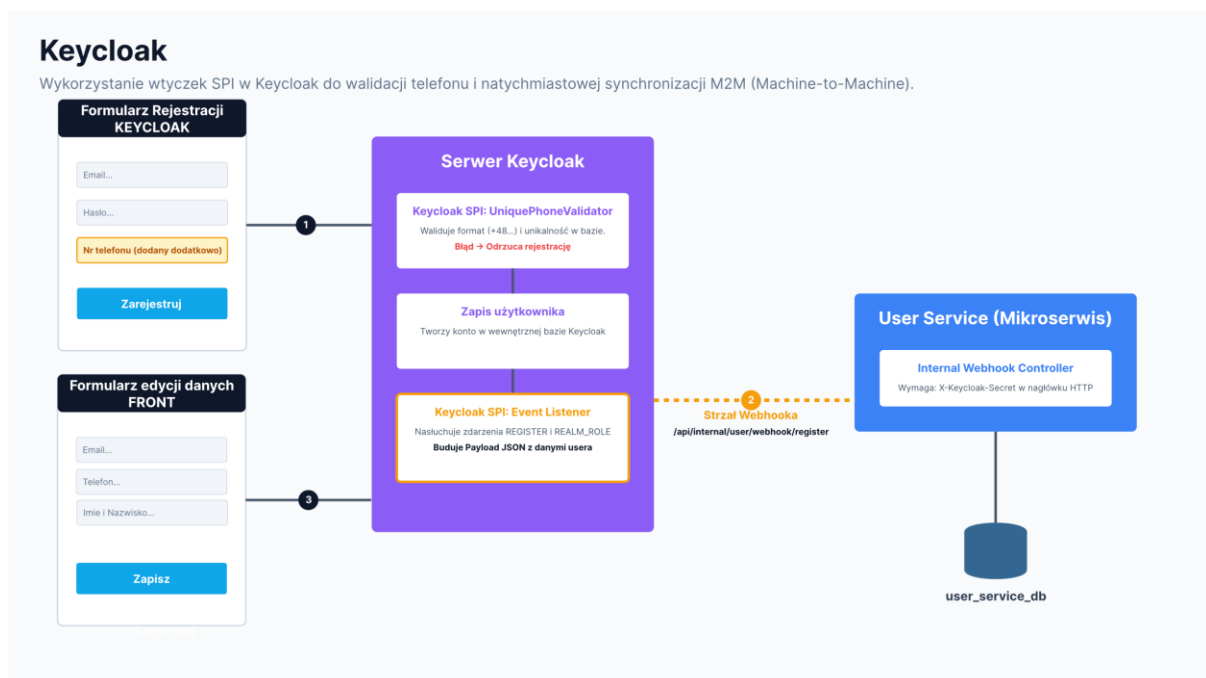 Keycloak
Wykorzystanie wtyczek SPI w Keycloak do walidacji telefonu i natychmiastowej synchronizacji M2M (Machine-to-Machine).
Formularz Rejestracji
KEYCLOAK
Email...
Hasło...
Nr telefonu (dodany dodatkowo)
Zarejestruj
1
Serwer Keycloak
Keycloak SPI: UniquePhoneValidator
Waliduje format (+48...) i unikalność w bazie.
Błąd → Odrzuca rejestrację
Zapis użytkownika
Tworzy konto w wewnętrznej bazie Keycloak
Keycloak SPI: Event Listener
Nasłuchuje zdarzenia REGISTER i REALM_ROLE
Buduje Payload JSON z danymi usera
2
Strzał Webhooka
/api/internal/user/webhook/register
User Service (Mikroserwis)
Internal Webhook Controller
Wymaga: X-Keycloak-Secret w nagłówku HTTP
user_service_db
Formularz edycji danych
FRONT
Email...
Telefon...
Imie i Nazwisko...
Zapisz
3